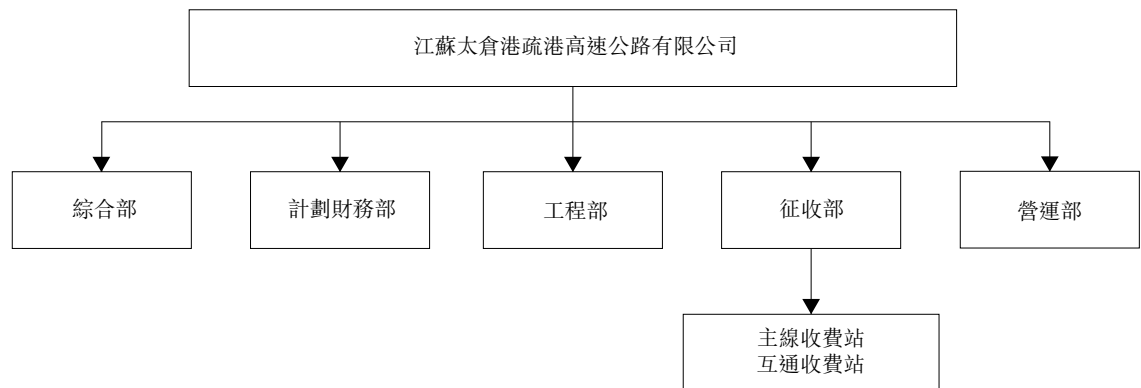 江蘇太倉港疏港高速公路有限公司
綜合部
計劃財務部
工程部
征收部
營運部
主線收費站
互通收費站